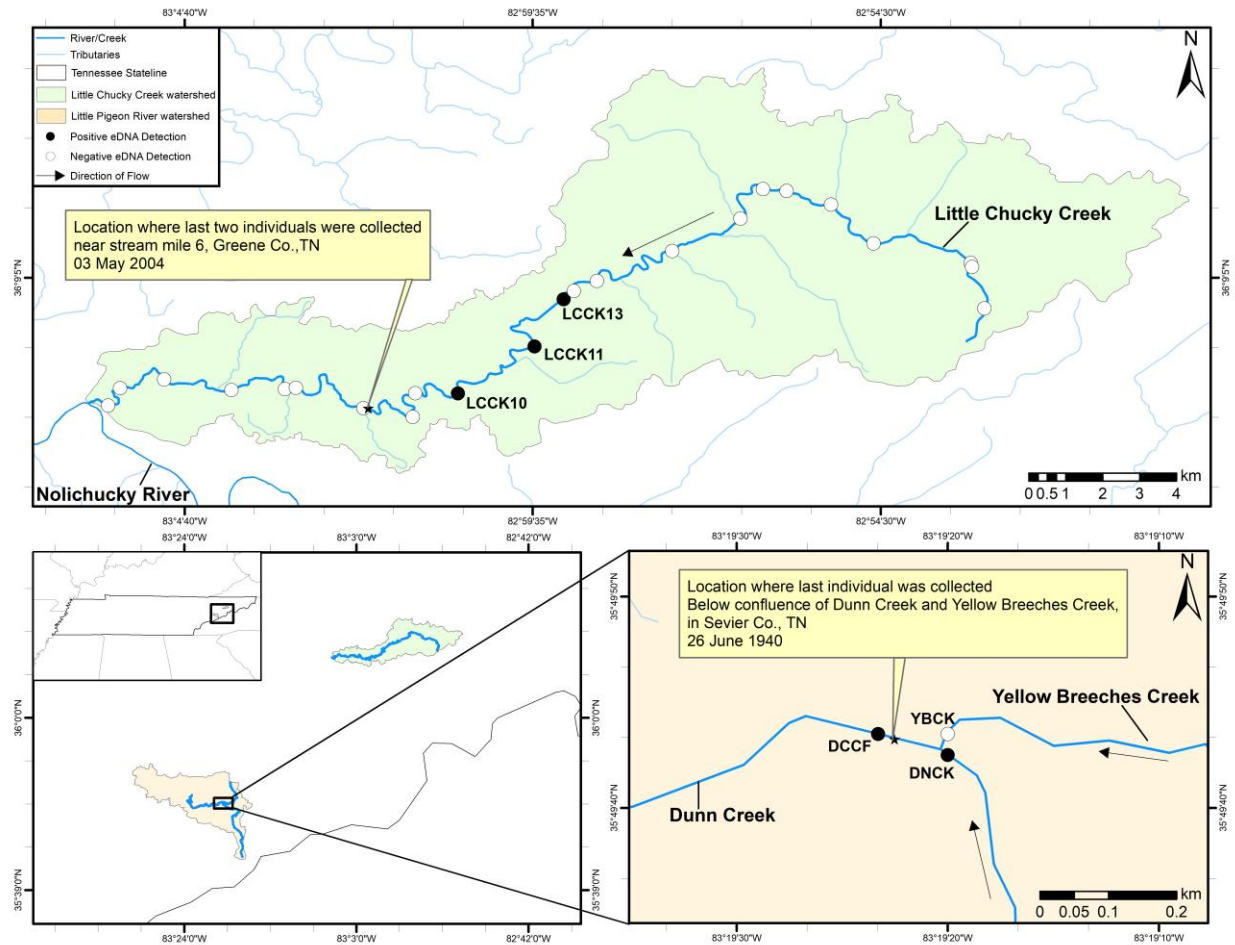 83°4'40"W
82°59'35"W
82°54'30"W
River/Creek
Tributaries
Tennessee Stateline
Little Chucky Creek watershed
Little Pigeon River watershed
Positive eDNA Detection
Negative eDNA Detection
Direction of Flow
N
Location where last two individuals were collected
near stream mile 6, Greene Co.,TN
03 May 2004
Little Chucky Creek
36°9'5"N
36°9'5"N
LCCK13
LCCK11
LCCK10
Nolichucky River
km
0 0.5 1 2 3 4
83°4'40"W
82°59'35"W
82°54'30"W
83°24'0"W
83°3'0"W
82°42'0"W
36°0'0"N
36°0'0"N
35°39'0"N
35°39'0"N
83°24'0"W
83°3'0"W
82°42'0"W
83°19'30"W
83°19'20"W
83°19'10"W
N
Location where last individual was collected
Below confluence of Dunn Creek and Yellow Breeches Creek,
in Sevier Co., TN
26 June 1940
35°49'50"N
35°49'50"N
Yellow Breeches Creek
YBCK
DCCF
DNCK
Dunn Creek
35°49'40"N
35°49'40"N
km
0 0.05 0.1 0.2
83°19'30"W
83°19'20"W
83°19'10"W